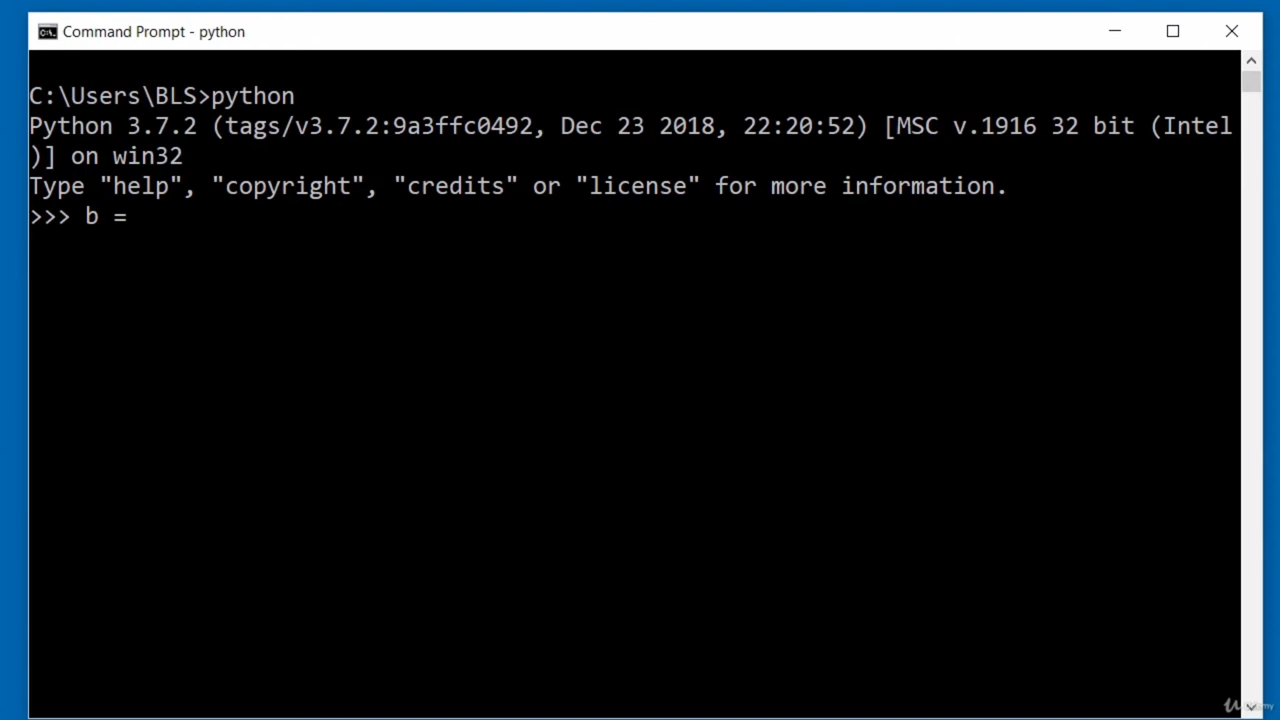 Command Prompt - python
C:\Users\BLS>python
Python 3.7.2 (tags/v3.7.2:9a3ffc0492, Dec 23 2018, 22:20:52) [MSC v.1916 32 bit (Intel
)] on win32
Type "help", "copyright", "credits" or "license" for more information.
>>> b =